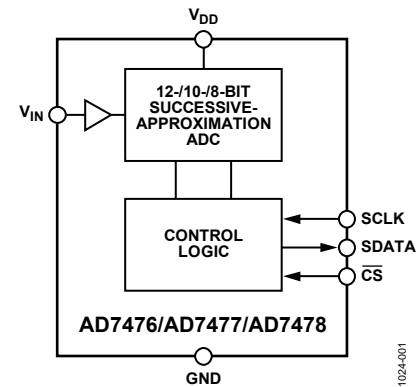 VDD
12-/10-/8-BIT
SUCCESSIVE-
APPROXIMATION
ADC
VIN
CONTROL
LOGIC
SCLK
SDATA
C̅S̅
AD7476/AD7477/AD7478
GND
1024-001